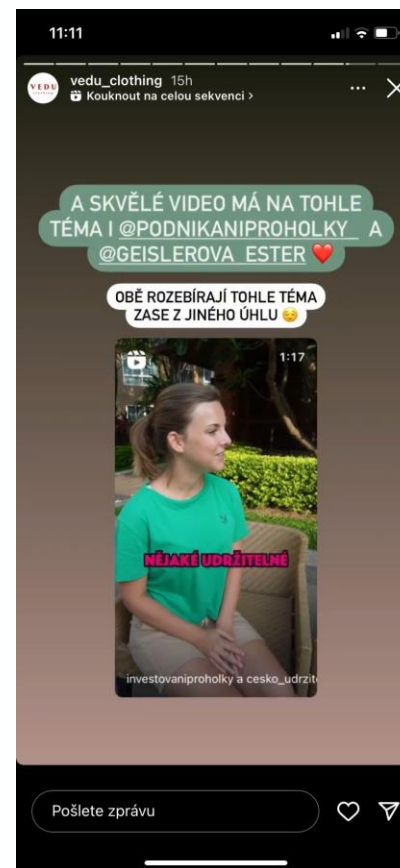 11:11
VEDU
vedu_clothing 15h
Kouknout na celou sekvenci >
A SKVĚLÉ VIDEO MÁ NA TOHLE
TÉMA I @PODNIKANIPROHOLKY_ A
@GEISLEROVA_ESTER ❤️
OBĚ ROZEBÍRAJÍ TOHLE TÉMA
ZASE Z JINÉHO ÚHLU 😌
1:17
NĚJAKÉ UDRŽITELNÉ
investovaniproholky a cesko_udrzit
Pošlete zprávu